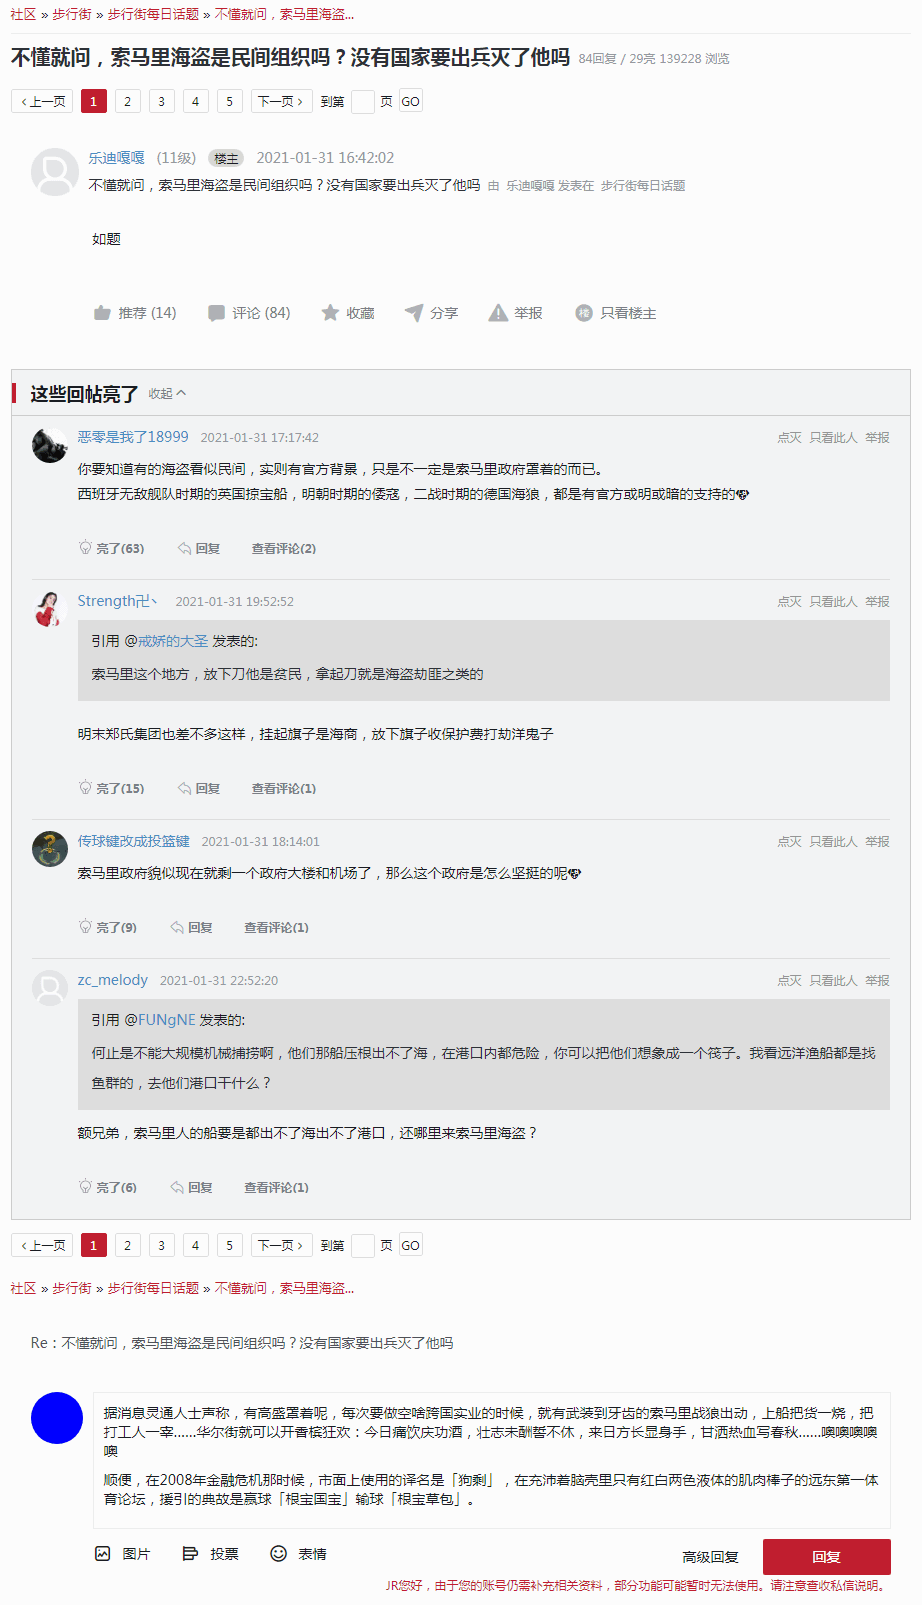 社区 » 步行街 » 步行街每日话题 » 不懂就问，索马里海盗...
不懂就问，索马里海盗是民间组织吗？没有国家要出兵灭了他吗 84回复 / 29亮 139228 浏览
‹ 上一页 1 2 3 4 5 下一页 › 到第 页 GO
乐迪嘎嘎 (11级) 楼主 2021-01-31 16:42:02
不懂就问，索马里海盗是民间组织吗？没有国家要出兵灭了他吗 由 乐迪嘎嘎 发表在 步行街每日话题
如题
推荐 (14) 评论 (84) 收藏 分享 举报 楼 只看楼主
这些回帖亮了 收起
恶零是我了18999 2021-01-31 17:17:42 点灭 只看此人 举报
你要知道有的海盗看似民间，实则有官方背景，只是不一定是索马里政府罩着的而已。
西班牙无敌舰队时期的英国掠宝船，明朝时期的倭寇，二战时期的德国海狼，都是有官方或明或暗的支持的
亮了(63) 回复 查看评论(2)
Strength卍丶 2021-01-31 19:52:52 点灭 只看此人 举报
引用 @戒娇的大圣 发表的:
索马里这个地方，放下刀他是贫民，拿起刀就是海盗劫匪之类的
明末郑氏集团也差不多这样，挂起旗子是海商，放下旗子收保护费打劫洋鬼子
亮了(15) 回复 查看评论(1)
传球键改成投篮键 2021-01-31 18:14:01 点灭 只看此人 举报
索马里政府貌似现在就剩一个政府大楼和机场了，那么这个政府是怎么坚挺的呢
亮了(9) 回复 查看评论(1)
zc_melody 2021-01-31 22:52:20 点灭 只看此人 举报
引用 @FUNgNE 发表的:
何止是不能大规模机械捕捞啊，他们那船压根出不了海，在港口内都危险，你可以把他们想象成一个筏子。我看远洋渔船都是找
鱼群的，去他们港口干什么？
额兄弟，索马里人的船要是都出不了海出不了港口，还哪里来索马里海盗？
亮了(6) 回复 查看评论(1)
‹ 上一页 1 2 3 4 5 下一页 › 到第 页 GO
社区 » 步行街 » 步行街每日话题 » 不懂就问，索马里海盗...
Re：不懂就问，索马里海盗是民间组织吗？没有国家要出兵灭了他吗
据消息灵通人士声称，有高盛罩着呢，每次要做空啥跨国实业的时候，就有武装到牙齿的索马里战狼出动，上船把货一烧，把
打工人一宰……华尔街就可以开香槟狂欢：今日痛饮庆功酒，壮志未酬誓不休，来日方长显身手，甘洒热血写春秋……噢噢噢噢
噢
顺便，在2008年金融危机那时候，市面上使用的译名是「狗剩」，在充沛着脑壳里只有红白两色液体的肌肉棒子的远东第一体
育论坛，援引的典故是赢球「根宝国宝」输球「根宝草包」。
图片 投票 表情 高级回复 回复
JR您好，由于您的账号仍需补充相关资料，部分功能可能暂时无法使用。请注意查收私信说明。